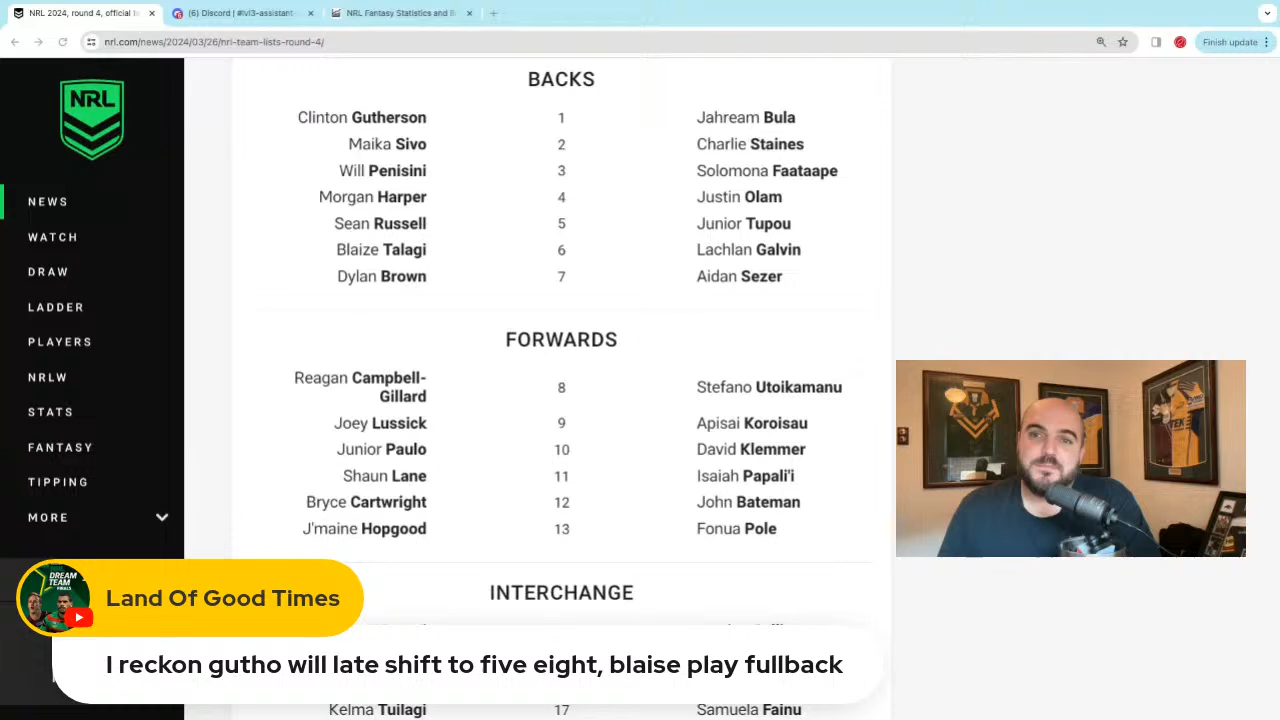 NRL 2024, round 4, official te
(6) Discord | #lvl3-assistant-
NRL Fantasy Statistics and B
nrl.com/news/2024/03/26/nrl-team-lists-round-4/
Finish update
NRL
NEWS
WATCH
DRAW
LADDER
PLAYERS
NRLW
STATS
FANTASY
TIPPING
MORE
BACKS
Clinton Gutherson 1 Jahream Bula
Maika Sivo 2 Charlie Staines
Will Penisini 3 Solomona Faataape
Morgan Harper 4 Justin Olam
Sean Russell 5 Junior Tupou
Blaize Talagi 6 Lachlan Galvin
Dylan Brown 7 Aidan Sezer
FORWARDS
Reagan Campbell-
Gillard 8 Stefano Utoikamanu
Joey Lussick 9 Apisai Koroisau
Junior Paulo 10 David Klemmer
Shaun Lane 11 Isaiah Papali'i
Bryce Cartwright 12 John Bateman
J'maine Hopgood 13 Fonua Pole
INTERCHANGE
DREAM
TEAM
FINALS
Land Of Good Times
I reckon gutho will late shift to five eight, blaise play fullback
Kelma Tuilagi 17 Samuela Fainu